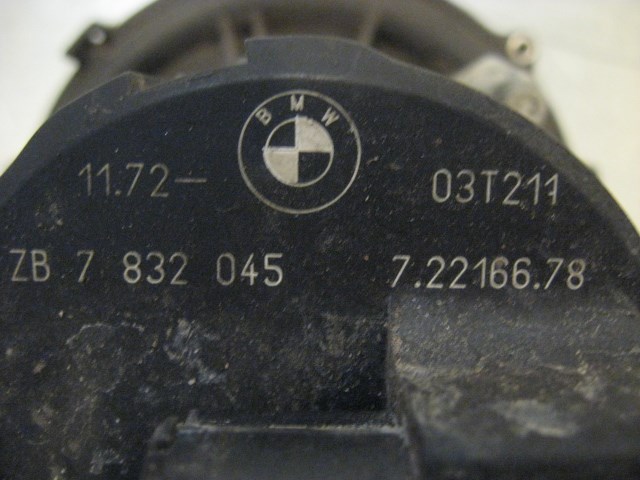 BMW
11.72— 03T211
ZB 7 832 045 7.22166.78